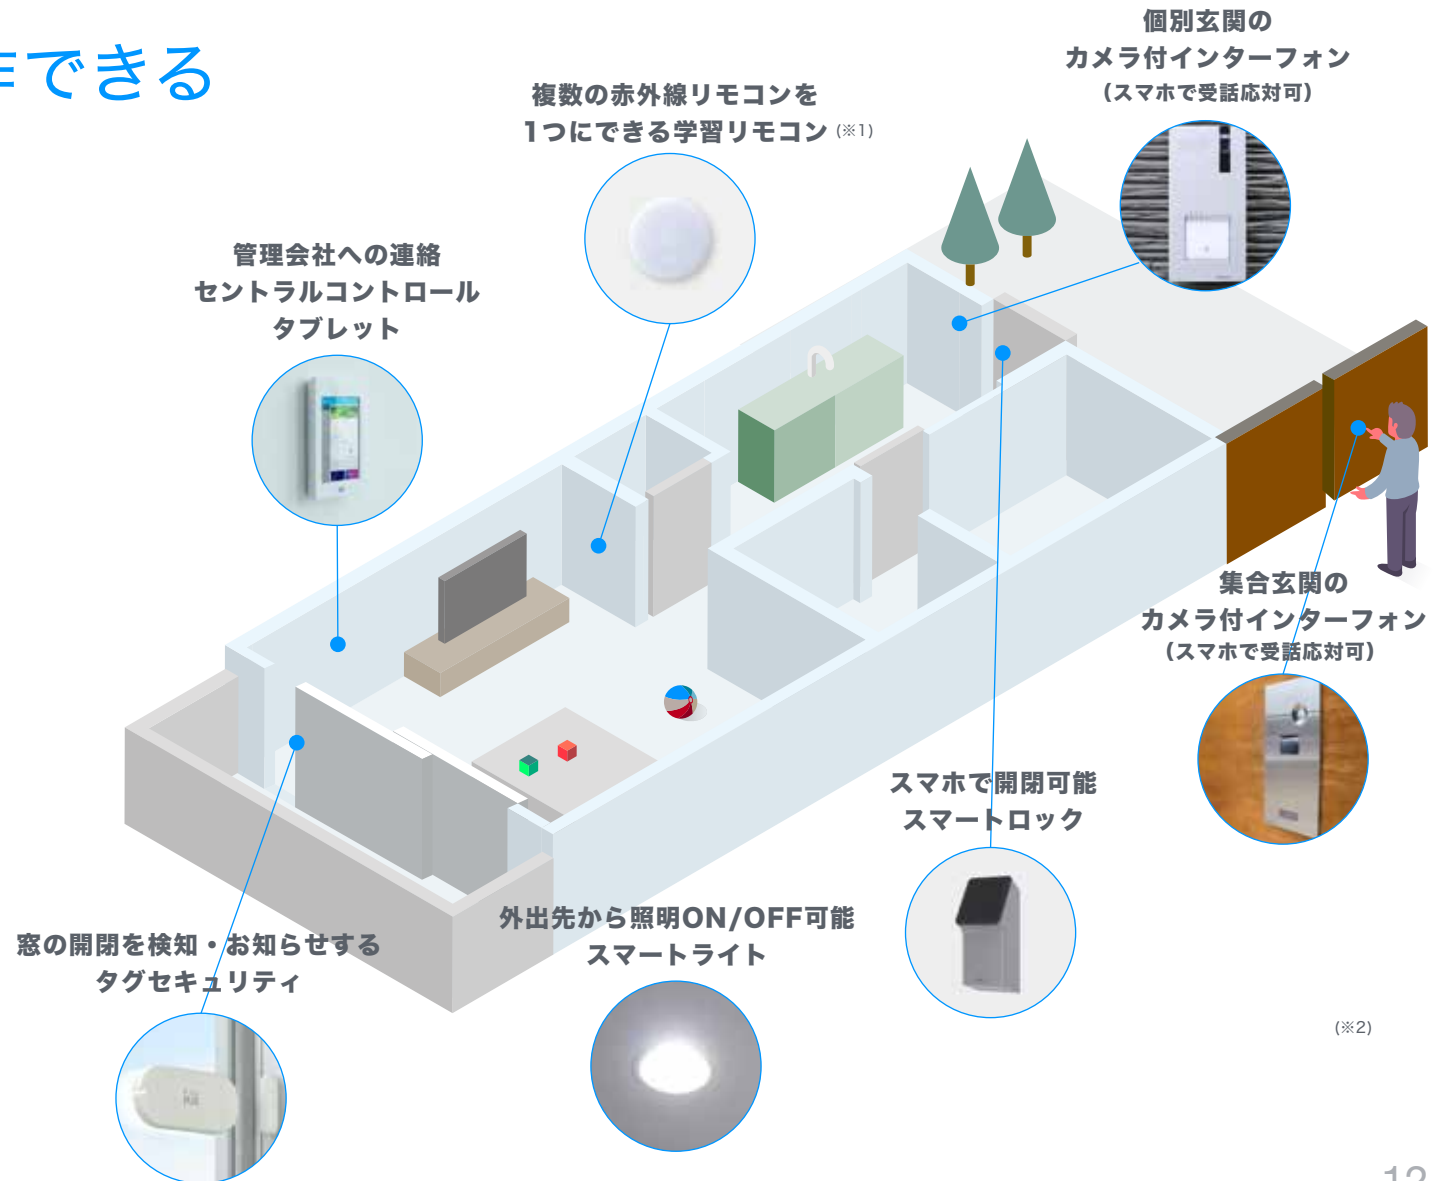 できる
個別玄関の
カメラ付インターフォン
（スマホで受話応対可）
複数の赤外線リモコンを
1つにできる学習リモコン (※1)
管理会社への連絡
セントラルコントロール
タブレット
集合玄関の
カメラ付インターフォン
（スマホで受話応対可）
スマホで開閉可能
スマートロック
外出先から照明ON/OFF可能
スマートライト
窓の開閉を検知・お知らせする
タグセキュリティ
(※2)
12